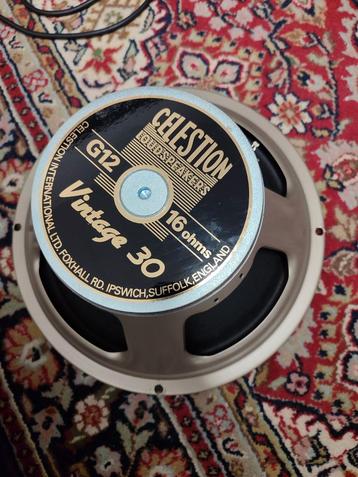 CELESTION
LOUDSPEAKERS
G12
16 ohms
Vintage 30
CELESTION INTERNATIONAL LTD. FOXHALL RD. IPSWICH, SUFFOLK, ENGLAND